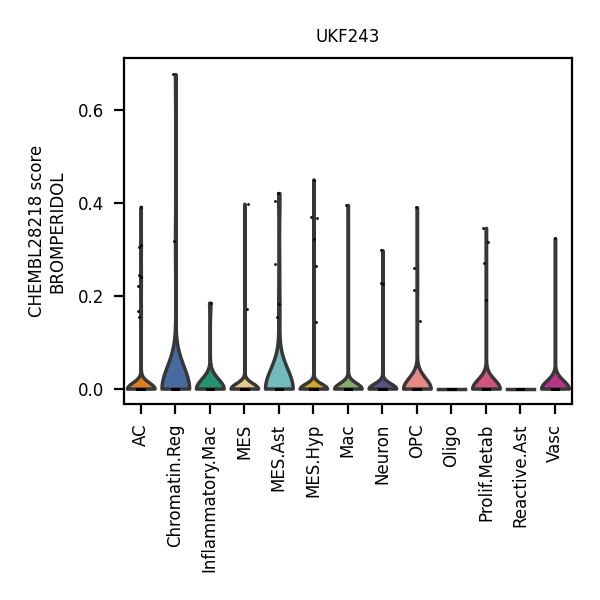 UKF243
CHEMBL28218 score
BROMPERIDOL
0.6
0.4
0.2
0.0
AC
Chromatin.Reg
Inflammatory.Mac
MES
MES.Ast
MES.Hyp
Mac
Neuron
OPC
Oligo
Prolif.Metab
Reactive.Ast
Vasc